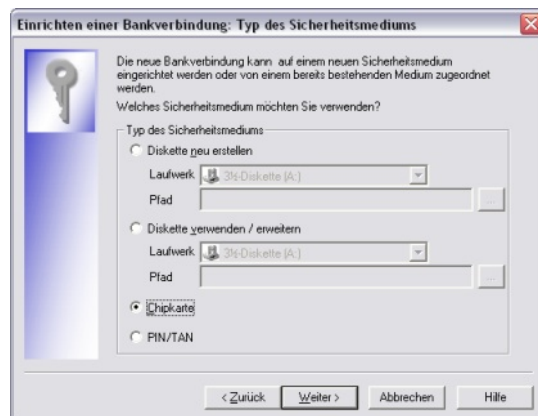 Einrichten einer Bankverbindung: Typ des Sicherheitsmediums
Die neue Bankverbindung kann auf einem neuen Sicherheitsmedium
eingerichtet werden oder von einem bereits bestehenden Medium zugeordnet
werden.
Welches Sicherheitsmedium möchten Sie verwenden?
Typ des Sicherheitsmediums
Diskette neu erstellen
Laufwerk 3½-Diskette (A:)
Pfad ...
Diskette verwenden / erweitern
Laufwerk 3½-Diskette (A:)
Pfad ...
Chipkarte
PIN/TAN
< Zurück Weiter > Abbrechen Hilfe